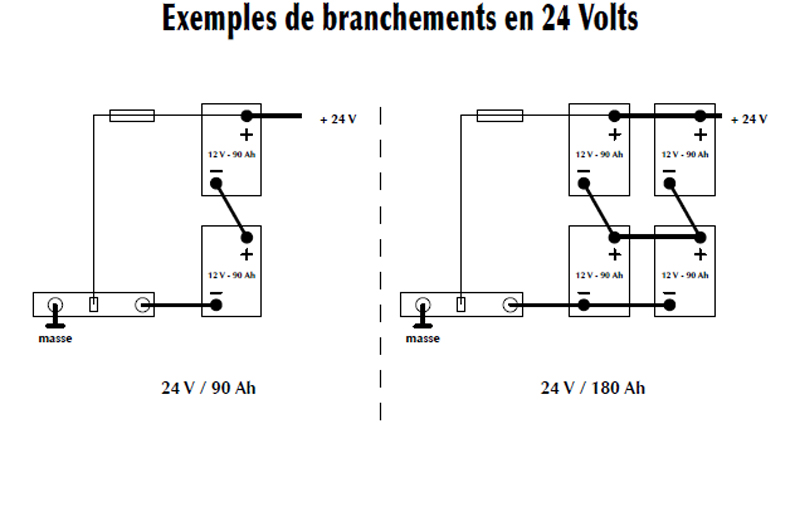 Exemples de branchements en 24 Volts
+ 24 V
+
12 V - 90 Ah
−
+
12 V - 90 Ah
−
masse
24 V / 90 Ah
+ 24 V
+
+
12 V - 90 Ah
12 V - 90 Ah
−
−
+
+
12 V - 90 Ah
12 V - 90 Ah
−
−
masse
24 V / 180 Ah